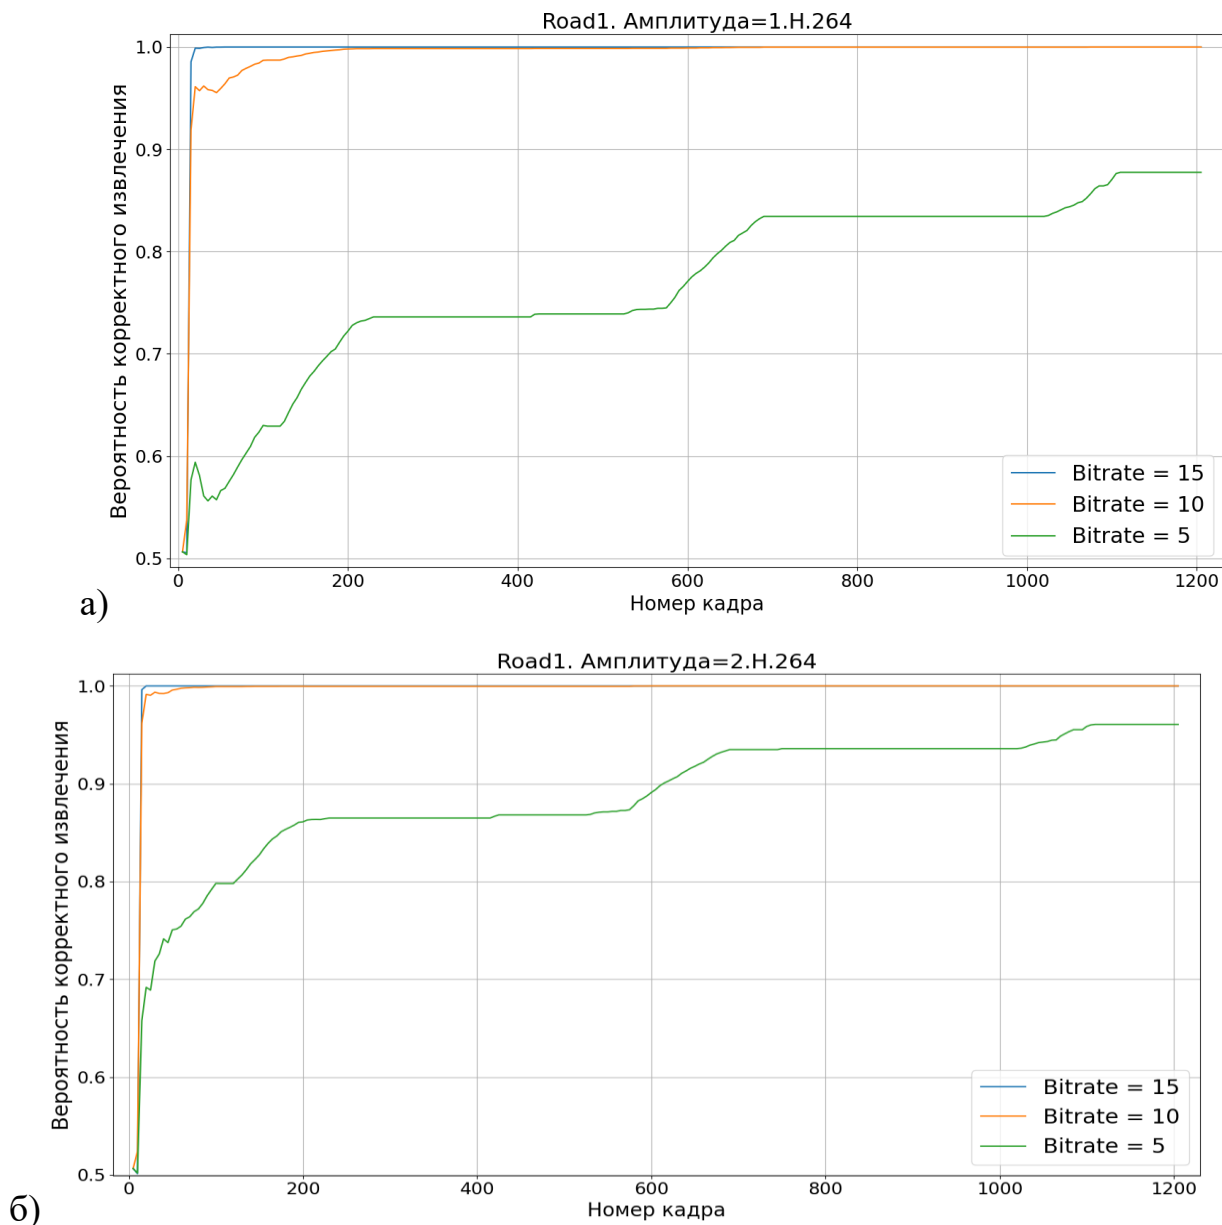 Road1. Амплитуда=1.H.264
Вероятность корректного извлечения
1.0
0.9
0.8
0.7
0.6
0.5
0 200 400 600 800 1000 1200
Номер кадра
Bitrate = 15
Bitrate = 10
Bitrate = 5
а)
Road1. Амплитуда=2.H.264
Вероятность корректного извлечения
1.0
0.9
0.8
0.7
0.6
0.5
0 200 400 600 800 1000 1200
Номер кадра
Bitrate = 15
Bitrate = 10
Bitrate = 5
б)